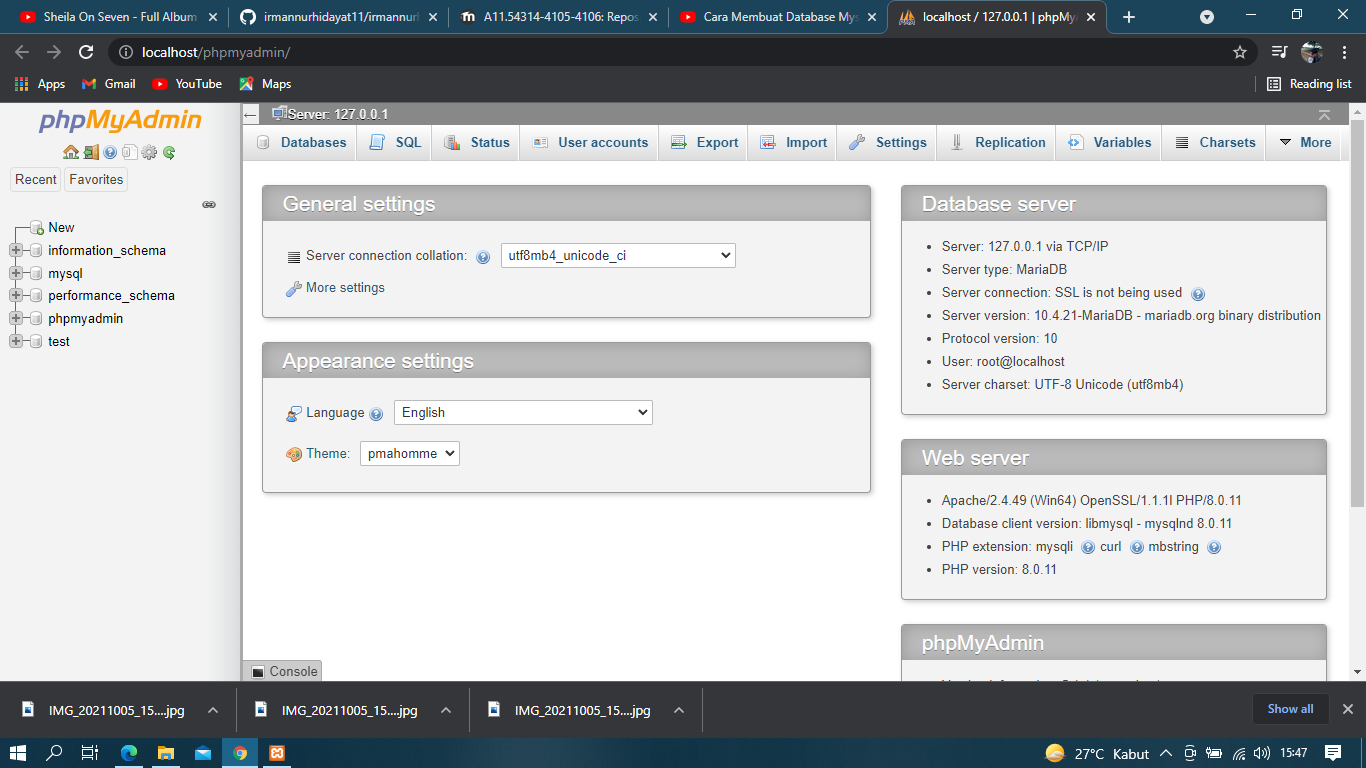 Sheila On Seven - Full Album
irmannurhidayat11/irmannurl
A11.54314-4105-4106: Repos
Cara Membuat Database Mys
localhost / 127.0.0.1 | phpMyA
localhost/phpmyadmin/
Apps
Gmail
YouTube
Maps
Reading list
phpMyAdmin
Recent
Favorites
New
information_schema
mysql
performance_schema
phpmyadmin
test
Server: 127.0.0.1
Databases
SQL
Status
User accounts
Export
Import
Settings
Replication
Variables
Charsets
More
General settings
Server connection collation:
utf8mb4_unicode_ci
More settings
Appearance settings
Language
English
Theme:
pmahomme
Database server
Server: 127.0.0.1 via TCP/IP
Server type: MariaDB
Server connection: SSL is not being used
Server version: 10.4.21-MariaDB - mariadb.org binary distribution
Protocol version: 10
User: root@localhost
Server charset: UTF-8 Unicode (utf8mb4)
Web server
Apache/2.4.49 (Win64) OpenSSL/1.1.1l PHP/8.0.11
Database client version: libmysql - mysqlnd 8.0.11
PHP extension: mysqli curl mbstring
PHP version: 8.0.11
phpMyAdmin
Console
IMG_20211005_15....jpg
IMG_20211005_15....jpg
IMG_20211005_15....jpg
Show all
27°C Kabut
15:47